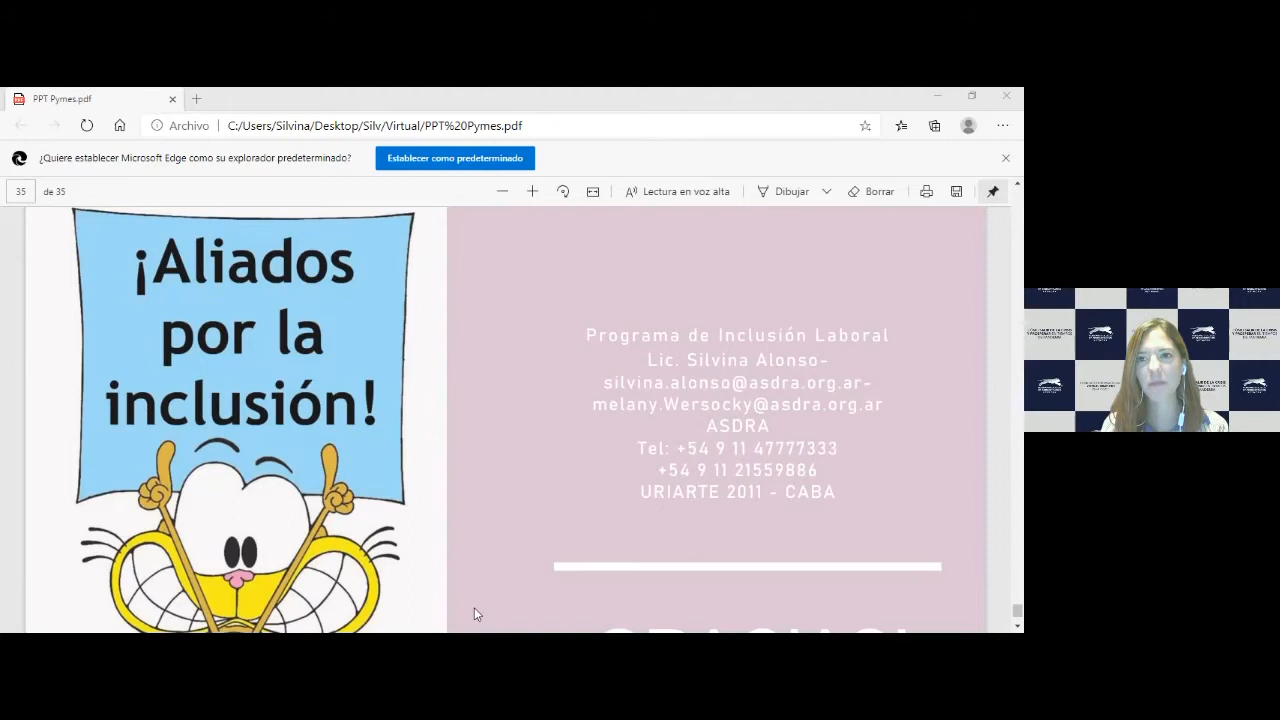 PPT Pymes.pdf
Archivo
C:/Users/Silvina/Desktop/Silv/Virtual/PPT%20Pymes.pdf
¿Quiere establecer Microsoft Edge como su explorador predeterminado?
Establecer como predeterminado
35 de 35
Lectura en voz alta
Dibujar
Borrar
¡Aliados
por la
inclusión!
Programa de Inclusión Laboral
Lic. Silvina Alonso-
silvina.alonso@asdra.org.ar-
melany.Wersocky@asdra.org.ar
ASDRA
Tel: +54 9 11 47777333
+54 9 11 21559886
URIARTE 2011 - CABA